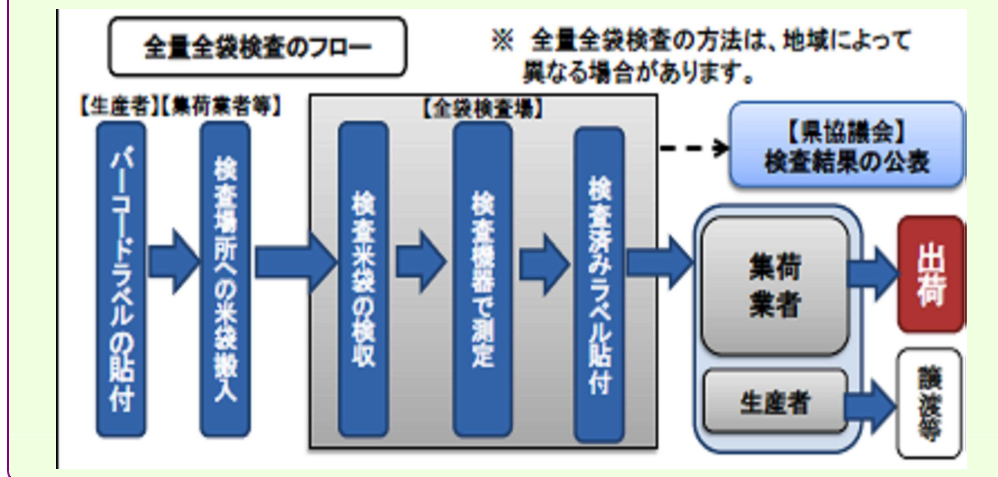 全量全袋検査のフロー
※ 全量全袋検査の方法は、地域によって
異なる場合があります。
【生産者】【集荷業者等】
【全袋検査場】
バーコードラベルの貼付
検査場所への米袋搬入
検査米袋の検収
検査機器で測定
検査済みラベル貼付
【県協議会】
検査結果の公表
集荷
業者
出荷
生産者
譲渡等